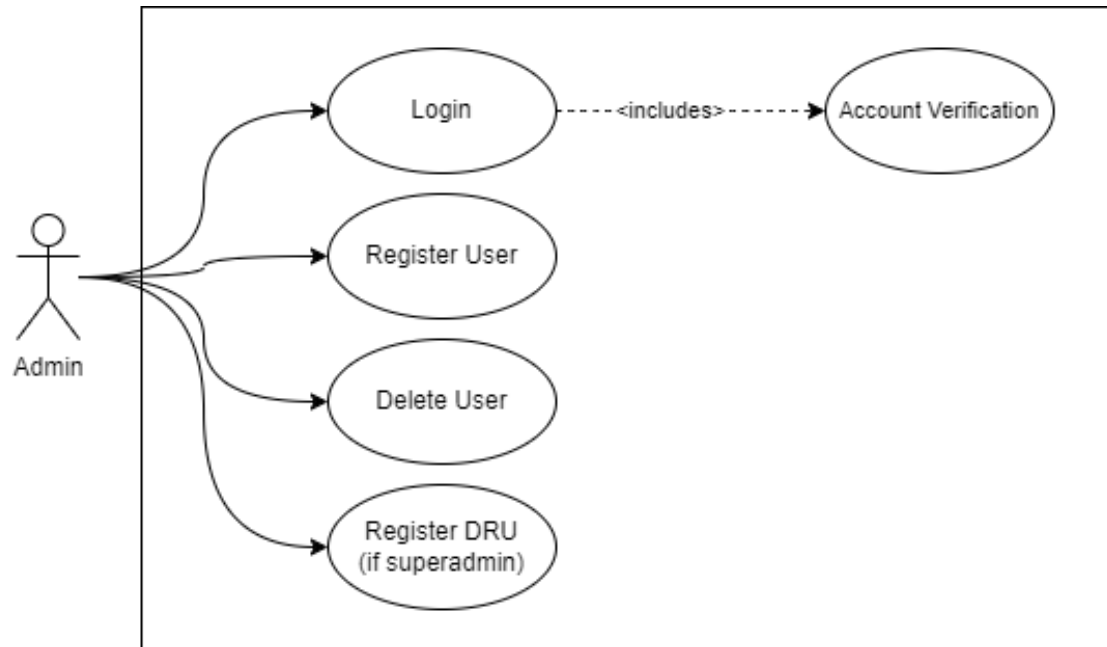 Login
<includes>
Account Verification
Register User
Admin
Delete User
Register DRU
(if superadmin)